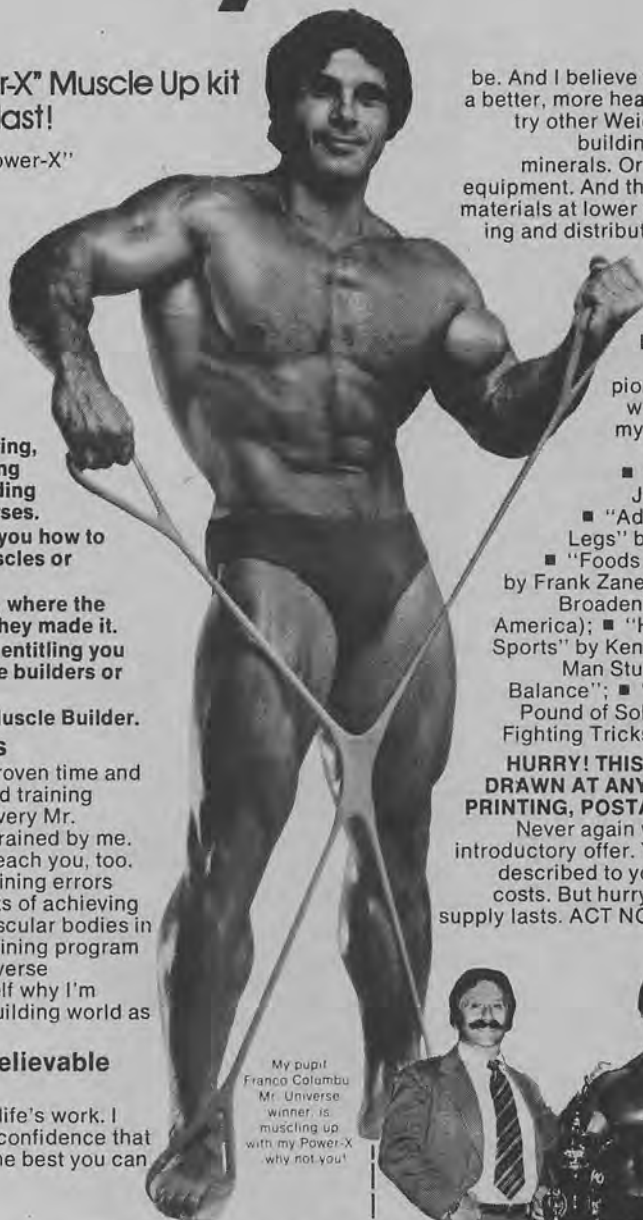 r-X" Muscle Up kit
last!
ower-X"
ing,
ng
ding
ses.
you how to
scles or
where the
hey made it.
entitling you
e builders or
uscle Builder.
s
roven time and
d training
very Mr.
rained by me.
each you, too.
ining errors
ts of achieving
scular bodies in
ining program
verse
lf why I'm
uilding world as
elievable
life's work. I
confidence that
he best you can
My pupil
Franco Columbu
Mr. Universe
winner, is
muscling up
with my Power-X
why not you!
be. And I believe
a better, more hea
try other Wei
buildin
minerals. Or
equipment. And th
materials at lower
ing and distribut
pio
w
my
■
J
■ "Ad
Legs" b
■ "Foods
by Frank Zane
Broaden
America); ■ "H
Sports" by Ken
Man Stu
Balance"; ■ "
Pound of Sol
Fighting Tricks
HURRY! THIS
DRAWN AT ANY
PRINTING, POSTA
Never again
introductory offer. Y
described to yo
costs. But hurry
supply lasts. ACT NO